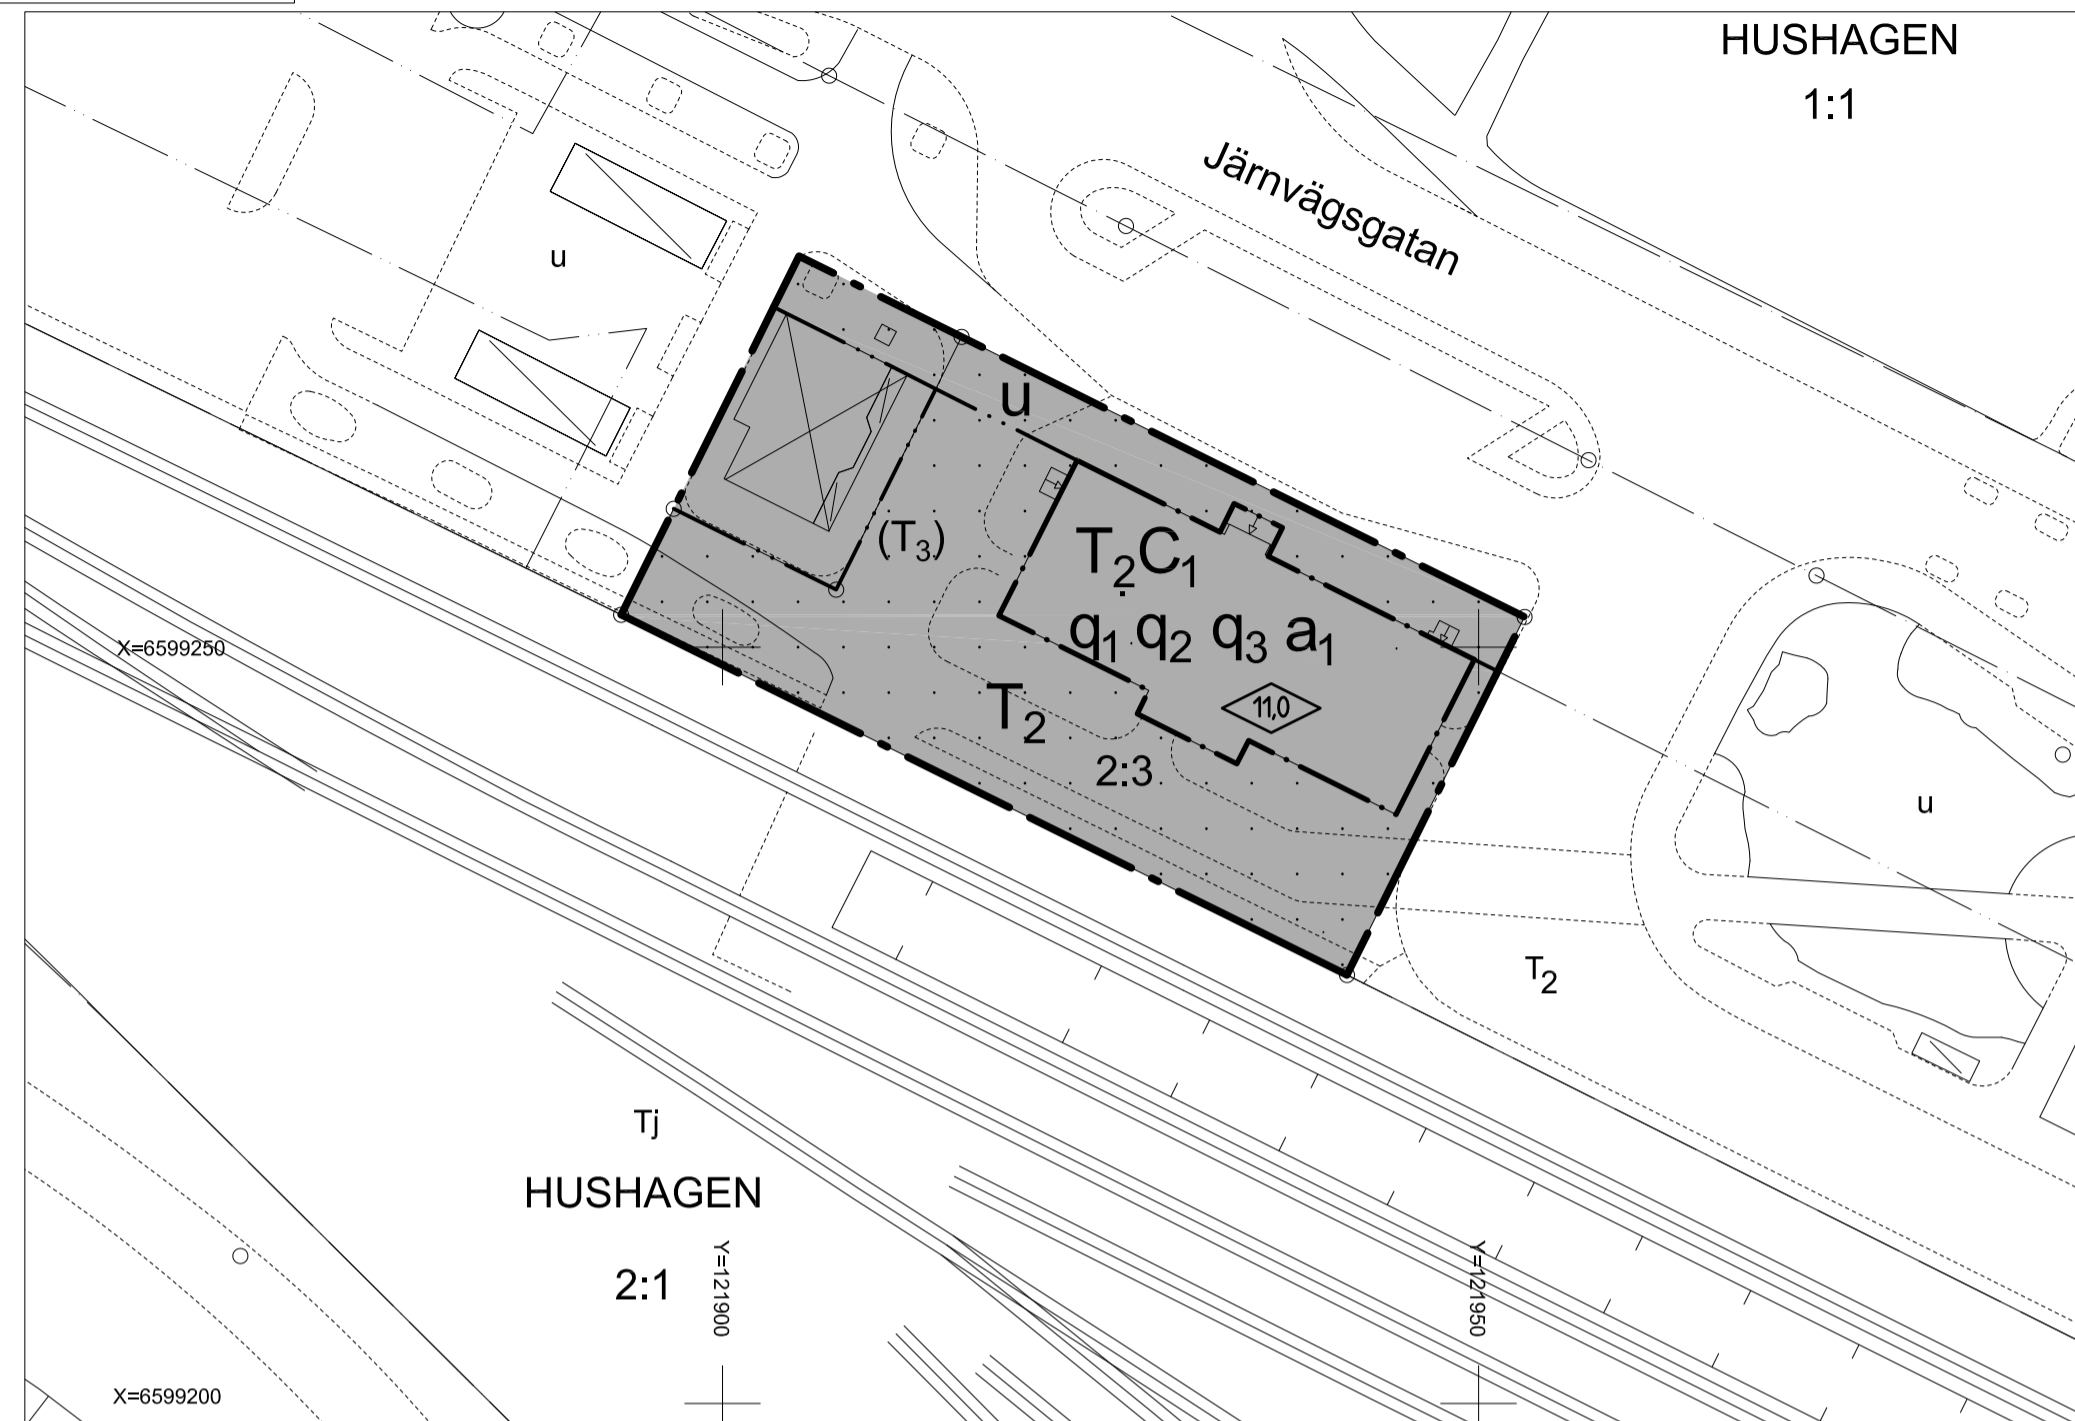 HUSHAGEN
1:1
Järnvägsgatan
u
u
(T₃)
T₂C₁
q₁ q₂ q₃ a₁
X=6599250
T₂
11,0
2:3
u
T₂
Tj
HUSHAGEN
2:1
Y=121900
Y=121950
X=6599200